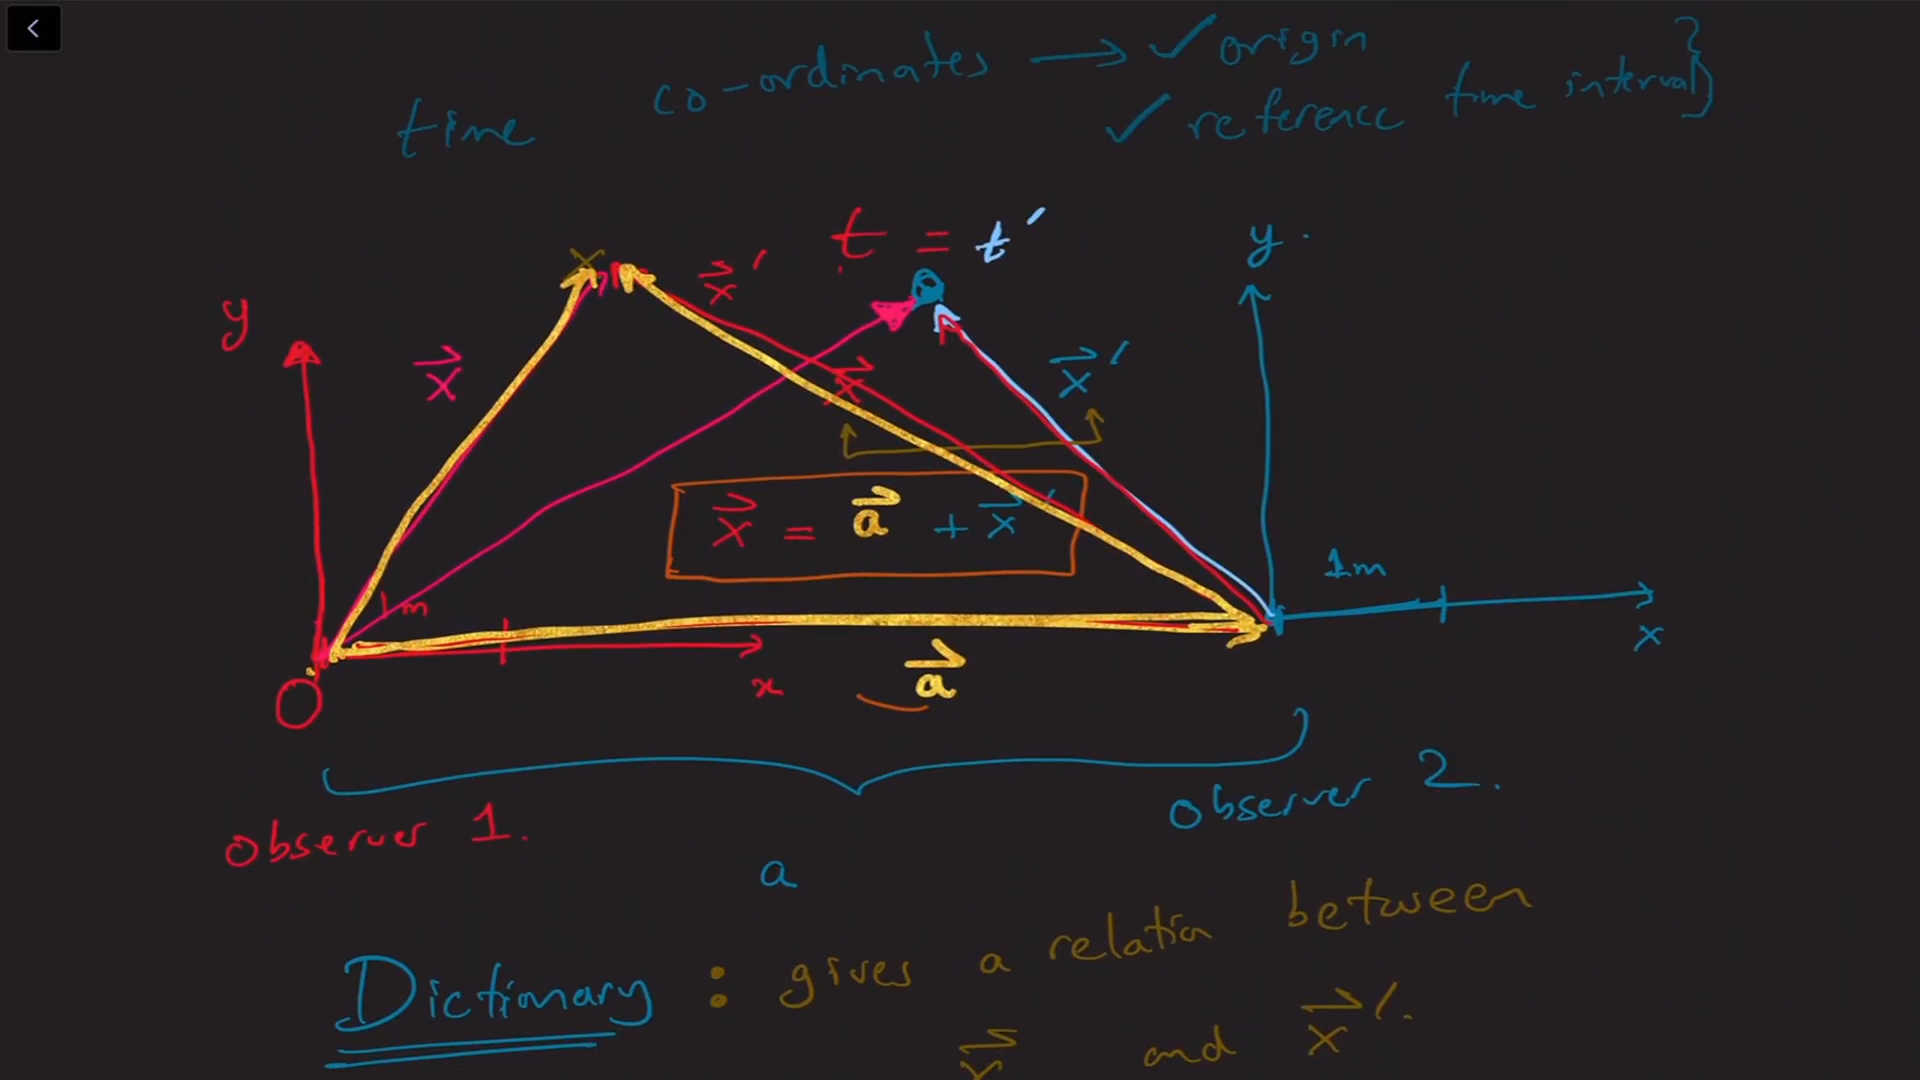 time co-ordinates → ✓ origin
✓ reference time interval}
t = t′
y
x⃗
x⃗′
x⃗
x⃗′
y
x⃗ = a⃗ + x⃗′
1m
1m
x
x
a⃗
O
Observer 1.
Observer 2.
a
Dictionary : gives a relation between
x⃗ and x⃗′.